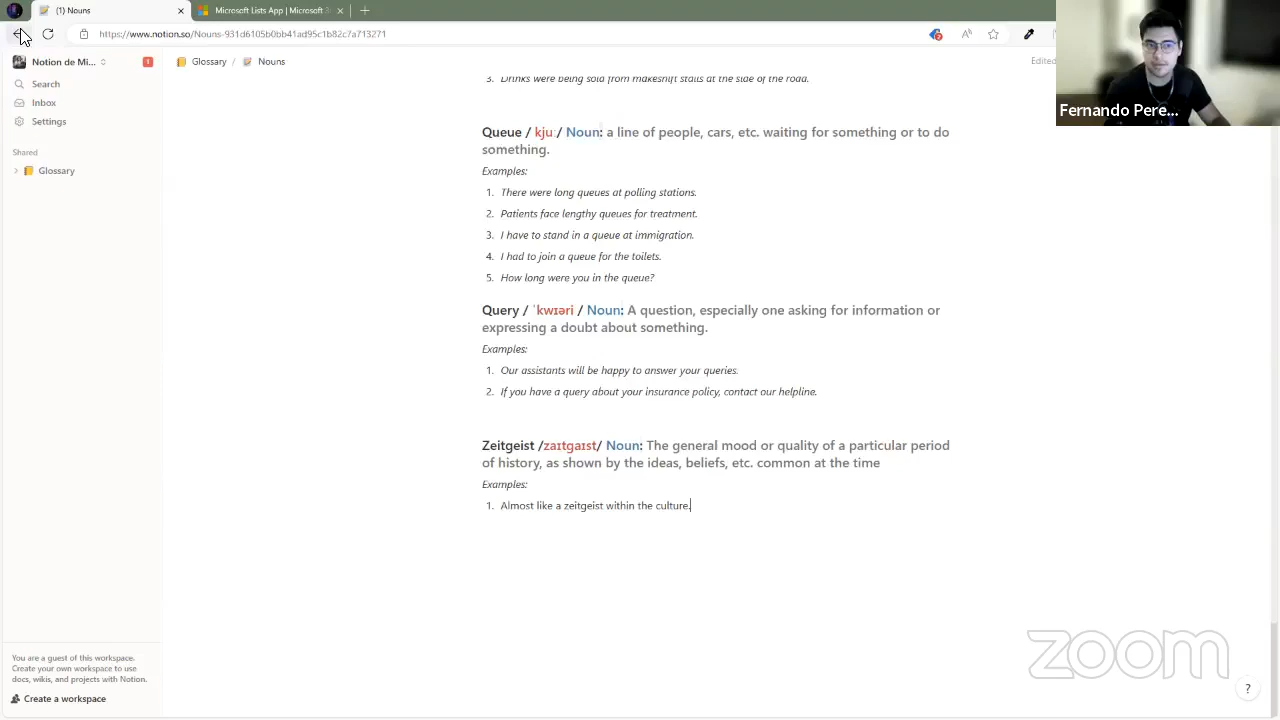 (1) Nouns
Microsoft Lists App | Microsoft 3
https://www.notion.so/Nouns-931d6105b0bb41ad95c1b82c7a713271
Notion de Mi...
1
Glossary / Nouns
Edited
Search
Inbox
Settings
Shared
Glossary
3. Drinks were being sold from makeshift stalls at the side of the road.
Queue / kjuː/ Noun: a line of people, cars, etc. waiting for something or to do
something.
Examples:
1. There were long queues at polling stations.
2. Patients face lengthy queues for treatment.
3. I have to stand in a queue at immigration.
4. I had to join a queue for the toilets.
5. How long were you in the queue?
Query / ˈkwɪəri / Noun: A question, especially one asking for information or
expressing a doubt about something.
Examples:
1. Our assistants will be happy to answer your queries.
2. If you have a query about your insurance policy, contact our helpline.
Zeitgeist /zaɪtgaɪst/ Noun: The general mood or quality of a particular period
of history, as shown by the ideas, beliefs, etc. common at the time
Examples:
1. Almost like a zeitgeist within the culture.
You are a guest of this workspace.
Create your own workspace to use
docs, wikis, and projects with Notion.
Create a workspace
Fernando Pere...
zoom
?